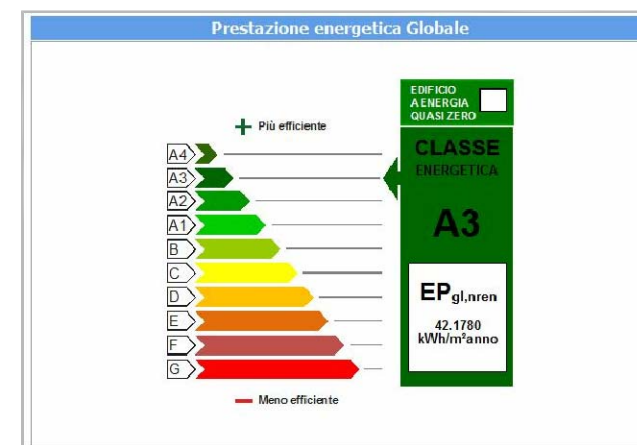 Prestazione energetica Globale
EDIFICIO
A ENERGIA
QUASI ZERO
Più efficiente
CLASSE
ENERGETICA
A4
A3
A2
A1
B
C
D
E
F
G
A3
EPgl,nren
42.1780
kWh/m²anno
Meno efficiente